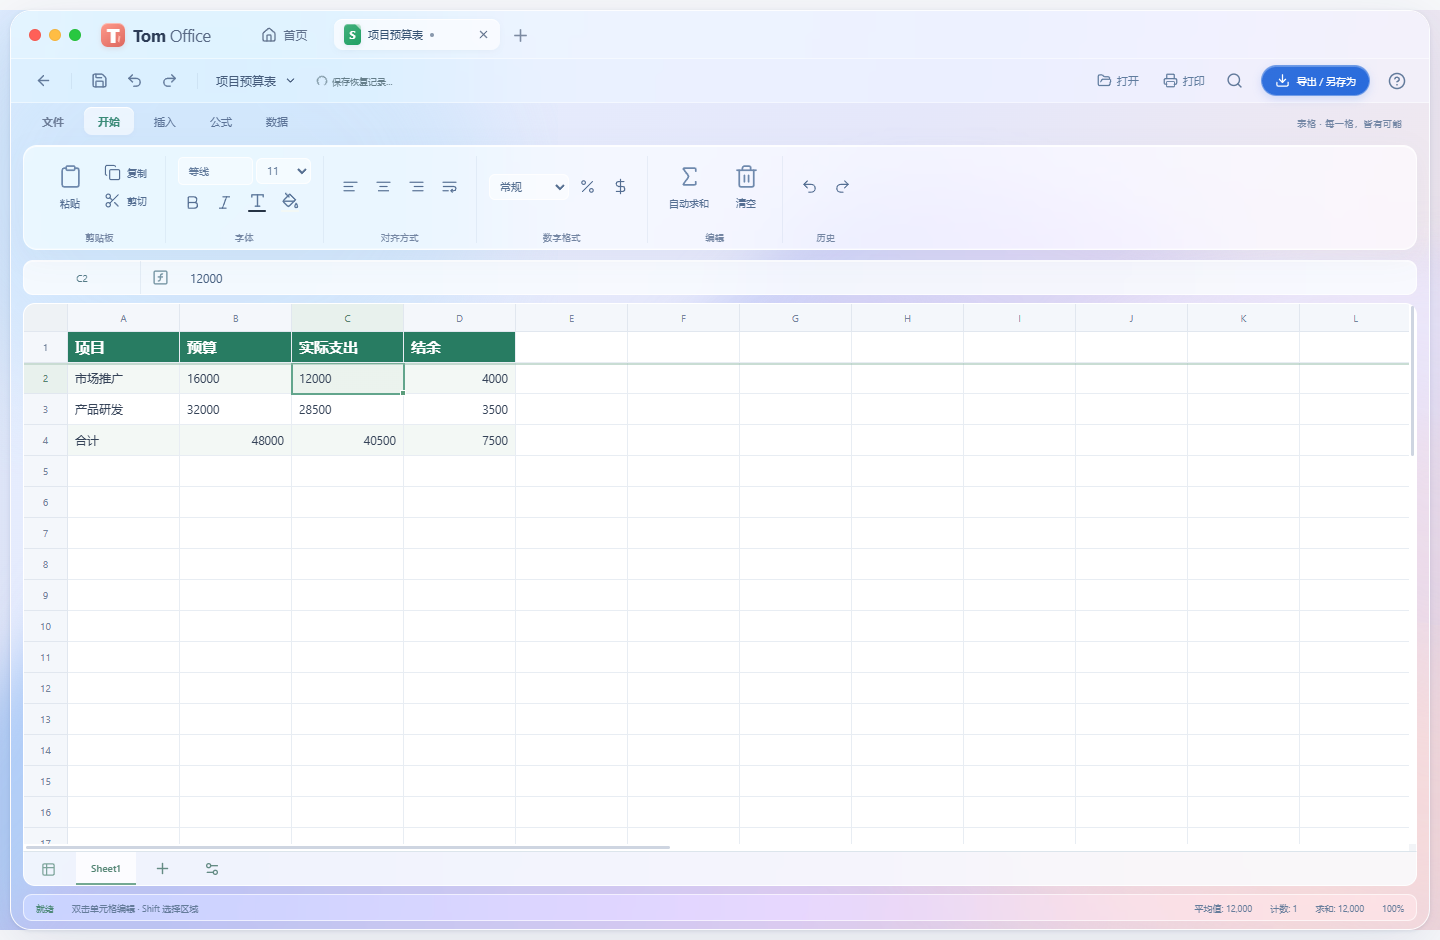 Tom Office
首页
S 项目预算表
项目预算表
保存恢复记录...
打开
打印
导出 / 另存为
文件
开始
插入
公式
数据
表格 · 每一格，皆有可能
粘贴
复制
剪切
剪贴板
等线
11
B I T
字体
对齐方式
常规
% $
数字格式
自动求和
清空
编辑
历史
C2
12000
A B C D E F G H I J K L
1 项目 预算 实际支出 结余
2 市场推广 16000 12000 4000
3 产品研发 32000 28500 3500
4 合计 48000 40500 7500
5
6
7
8
9
10
11
12
13
14
15
16
17
Sheet1
就绪 双击单元格编辑 · Shift 选择区域
平均值: 12,000 计数: 1 求和: 12,000 100%